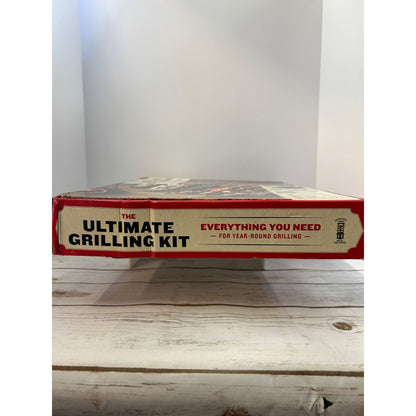 THE
ULTIMATE
GRILLING KIT
EVERYTHING YOU NEED
— FOR YEAR-ROUND GRILLING —